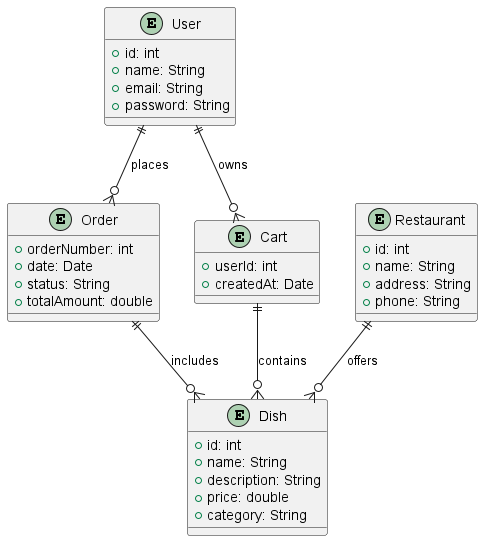 E User
id: int
name: String
email: String
password: String
places
owns
E Order
orderNumber: int
date: Date
status: String
totalAmount: double
E Cart
userId: int
createdAt: Date
E Restaurant
id: int
name: String
address: String
phone: String
includes
contains
offers
E Dish
id: int
name: String
description: String
price: double
category: String